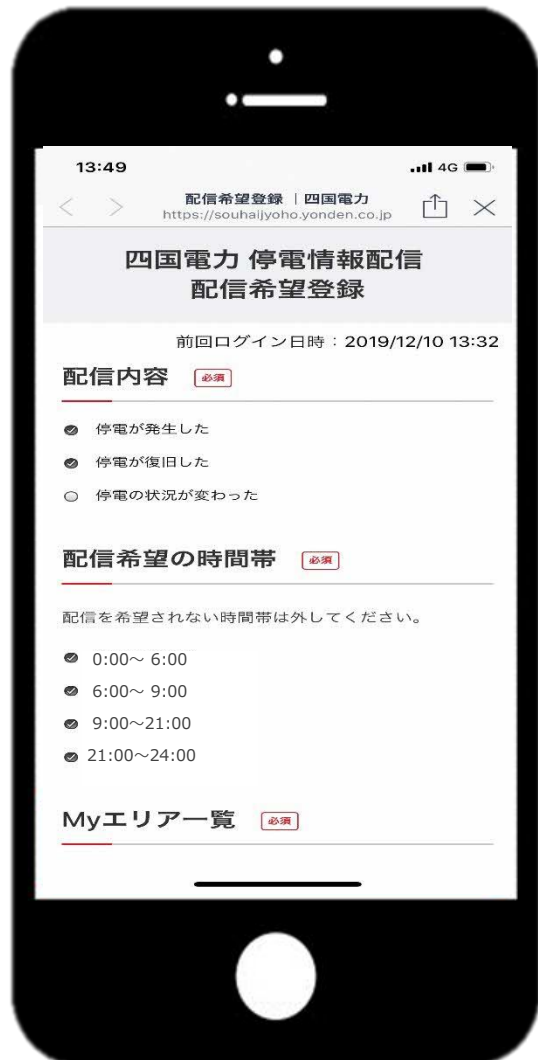 13:49 4G
配信希望登録 | 四国電力
https://souhaijyoho.yonden.co.jp
四国電力 停電情報配信
配信希望登録
前回ログイン日時：2019/12/10 13:32
配信内容 必須
停電が発生した
停電が復旧した
停電の状況が変わった
配信希望の時間帯 必須
配信を希望されない時間帯は外してください。
0:00～ 6:00
6:00～ 9:00
9:00～21:00
21:00～24:00
Myエリア一覧 必須